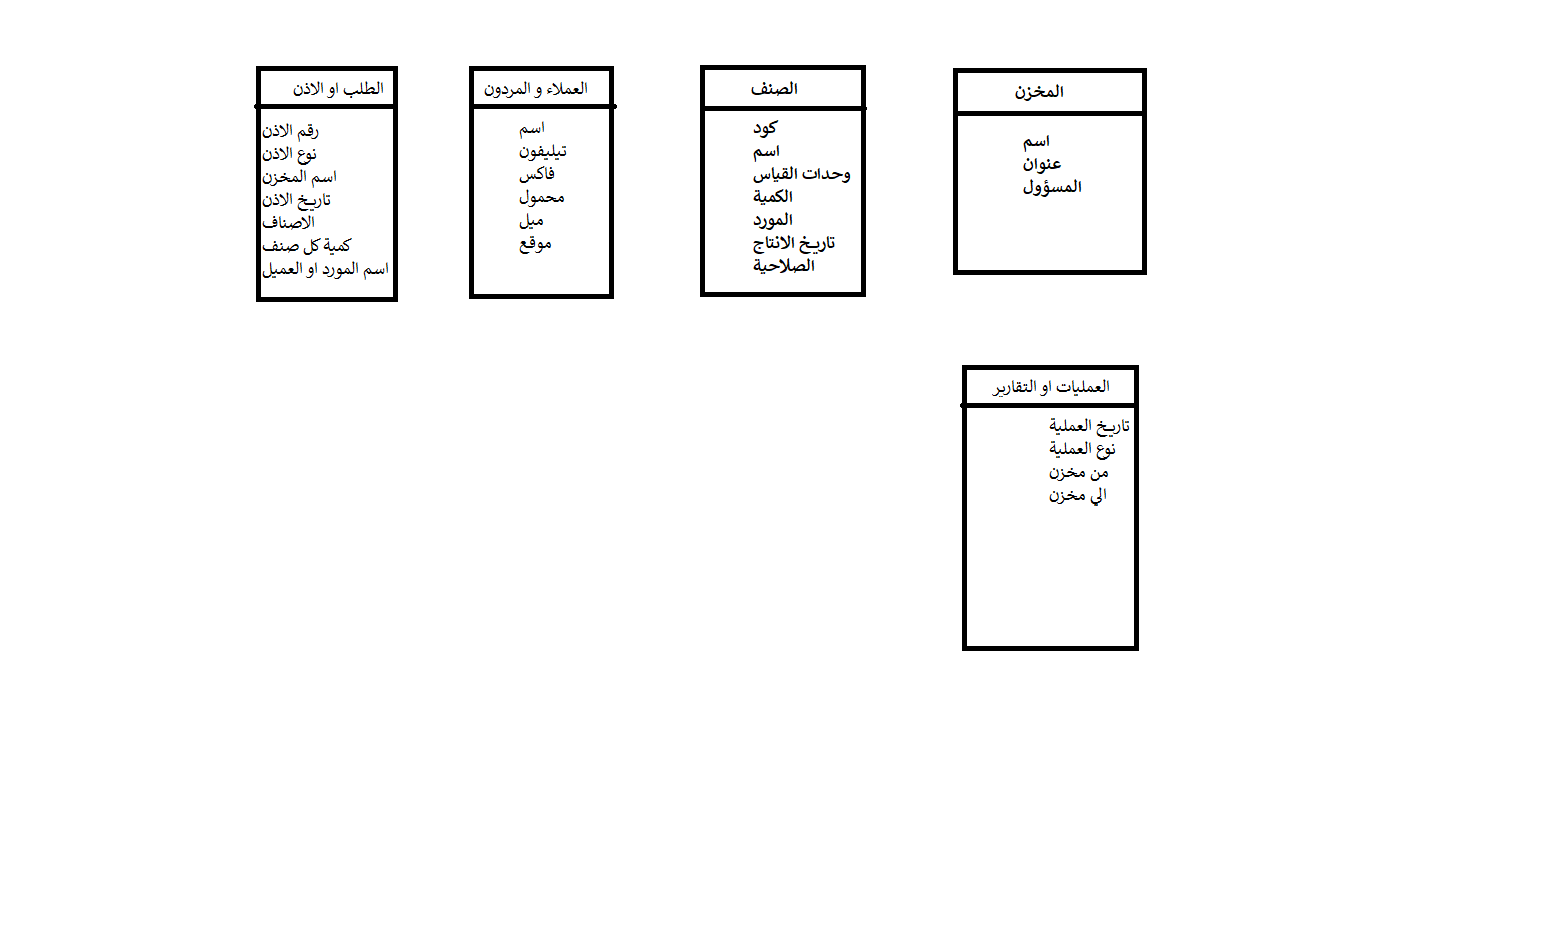 المخزن
اسم
عنوان
المسؤول
الصنف
كود
اسم
وحدات القياس
الكمية
المورد
تاريخ الانتاج
الصلاحية
العملاء و المردون
اسم
تيليفون
فاكس
محمول
ميل
موقع
الطلب او الاذن
رقم الاذن
نوع الاذن
اسم المخزن
تاريخ الاذن
الاصناف
كمية كل صنف
اسم المورد او العميل
العمليات او التقارير
تاريخ العملية
نوع العملية
من مخزن
الي مخزن